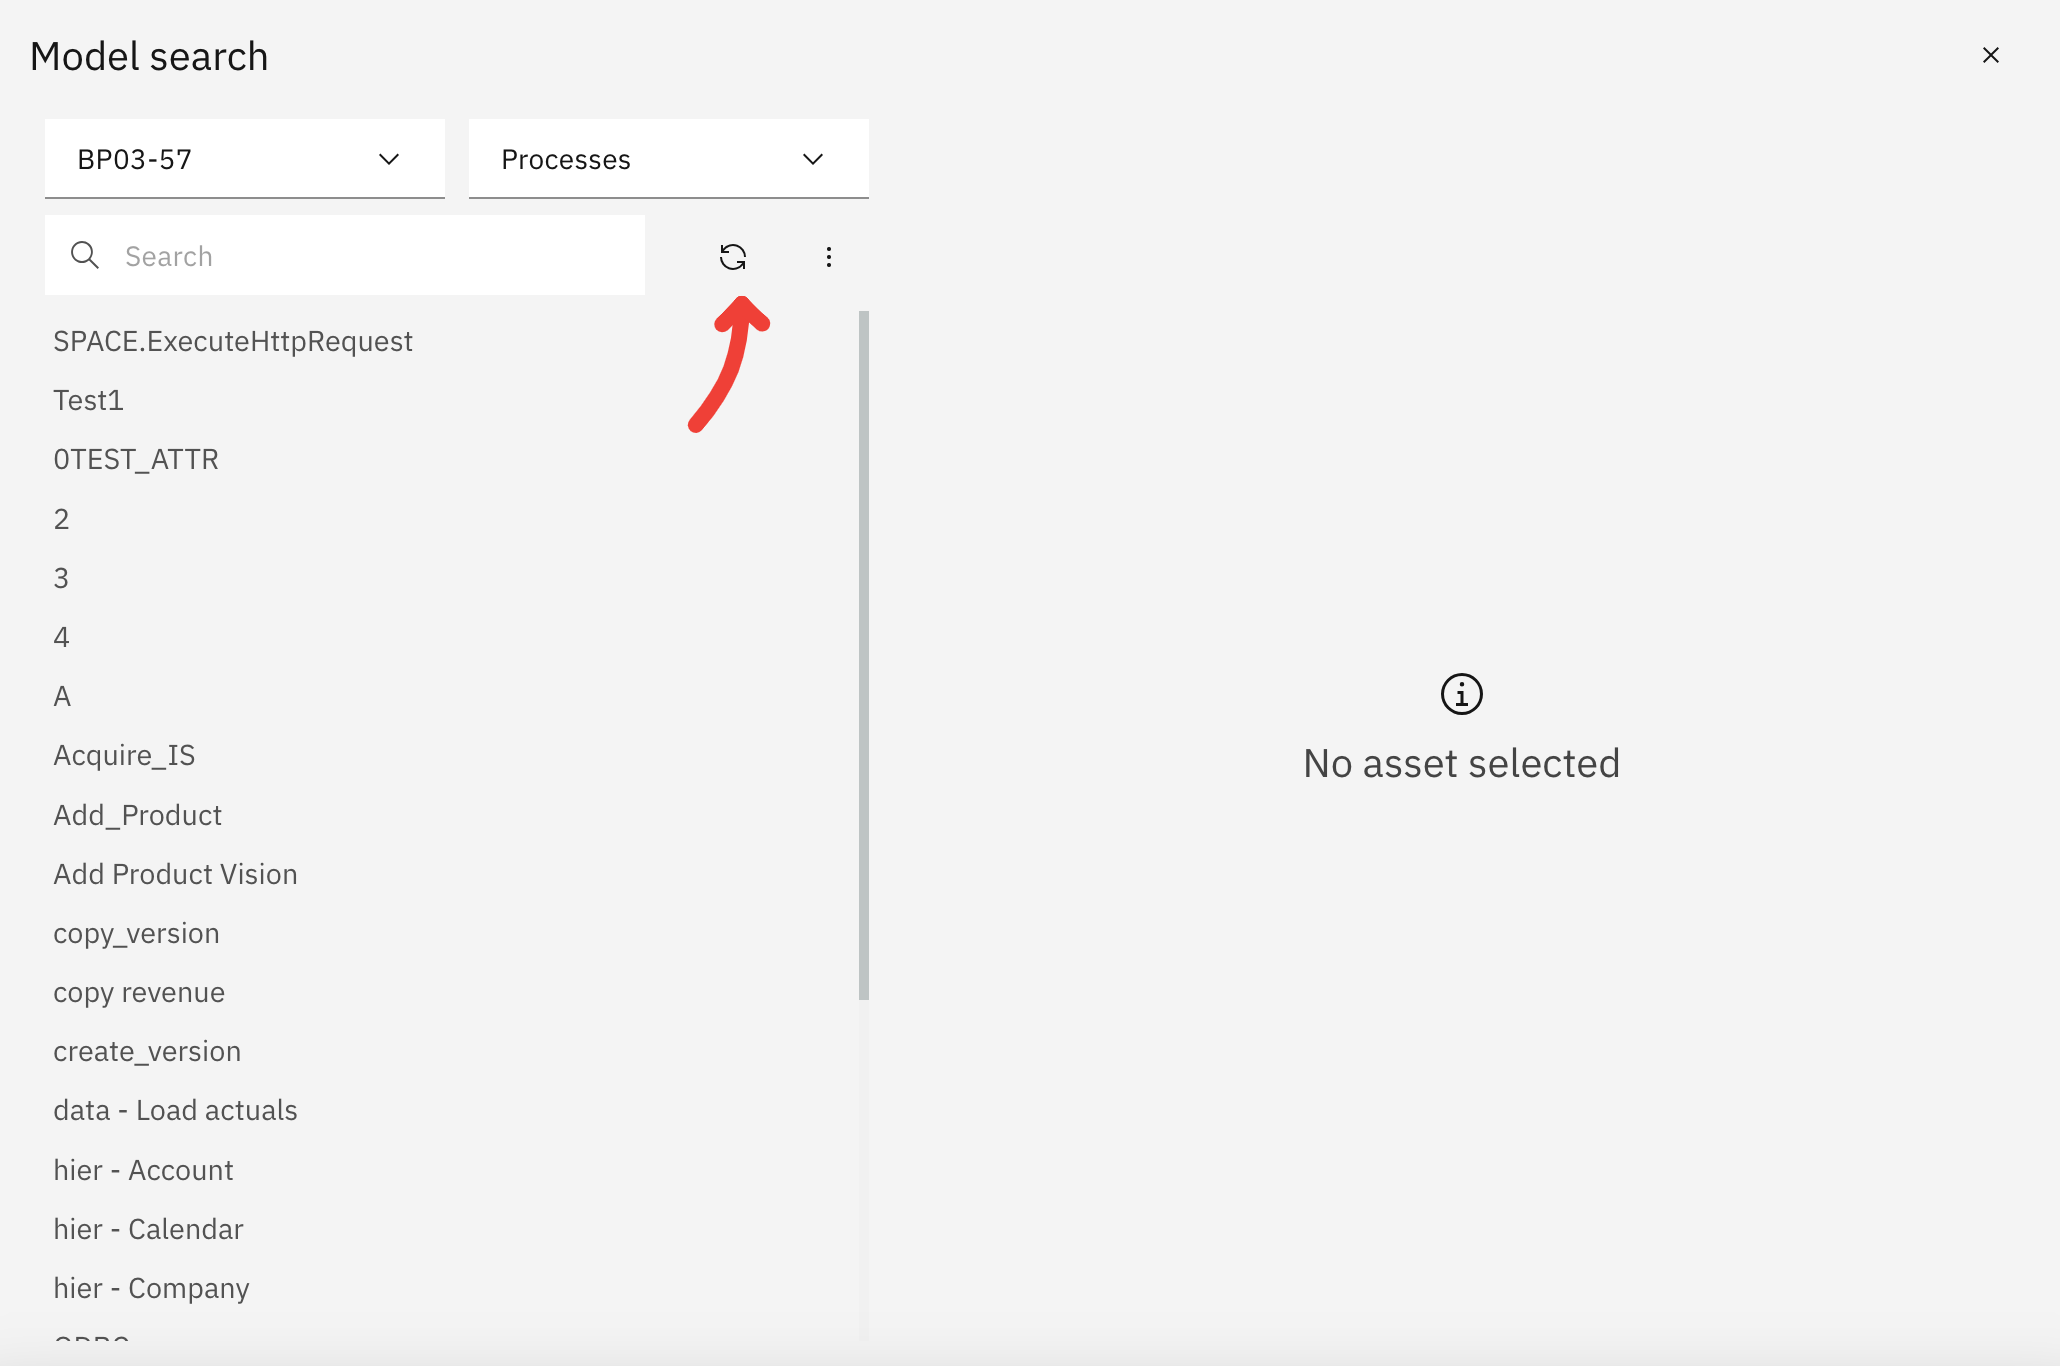 Model search
BP03-57
Processes
Search
SPACE.ExecuteHttpRequest
Test1
0TEST_ATTR
2
3
4
A
Acquire_IS
Add_Product
Add Product Vision
copy_version
copy revenue
create_version
data - Load actuals
hier - Account
hier - Calendar
hier - Company
No asset selected